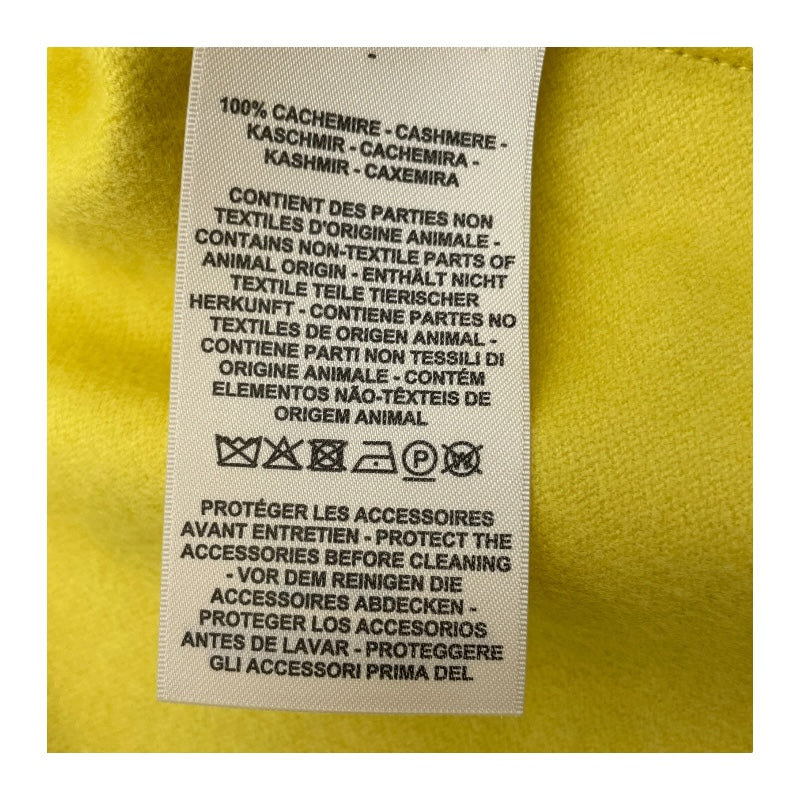 100% CACHEMIRE - CASHMERE -
KASCHMIR - CACHEMIRA -
KASHMIR - CAXEMIRA
CONTIENT DES PARTIES NON
TEXTILES D'ORIGINE ANIMALE -
CONTAINS NON-TEXTILE PARTS OF
ANIMAL ORIGIN - ENTHÄLT NICHT
TEXTILE TEILE TIERISCHER
HERKUNFT - CONTIENE PARTES NO
TEXTILES DE ORIGEN ANIMAL -
CONTIENE PARTI NON TESSILI DI
ORIGINE ANIMALE - CONTÉM
ELEMENTOS NÃO-TÊXTEIS DE
ORIGEM ANIMAL
P W
PROTÉGER LES ACCESSOIRES
AVANT ENTRETIEN - PROTECT THE
ACCESSORIES BEFORE CLEANING
- VOR DEM REINIGEN DIE
ACCESSOIRES ABDECKEN -
PROTEGER LOS ACCESORIOS
ANTES DE LAVAR - PROTEGGERE
GLI ACCESSORI PRIMA DEL